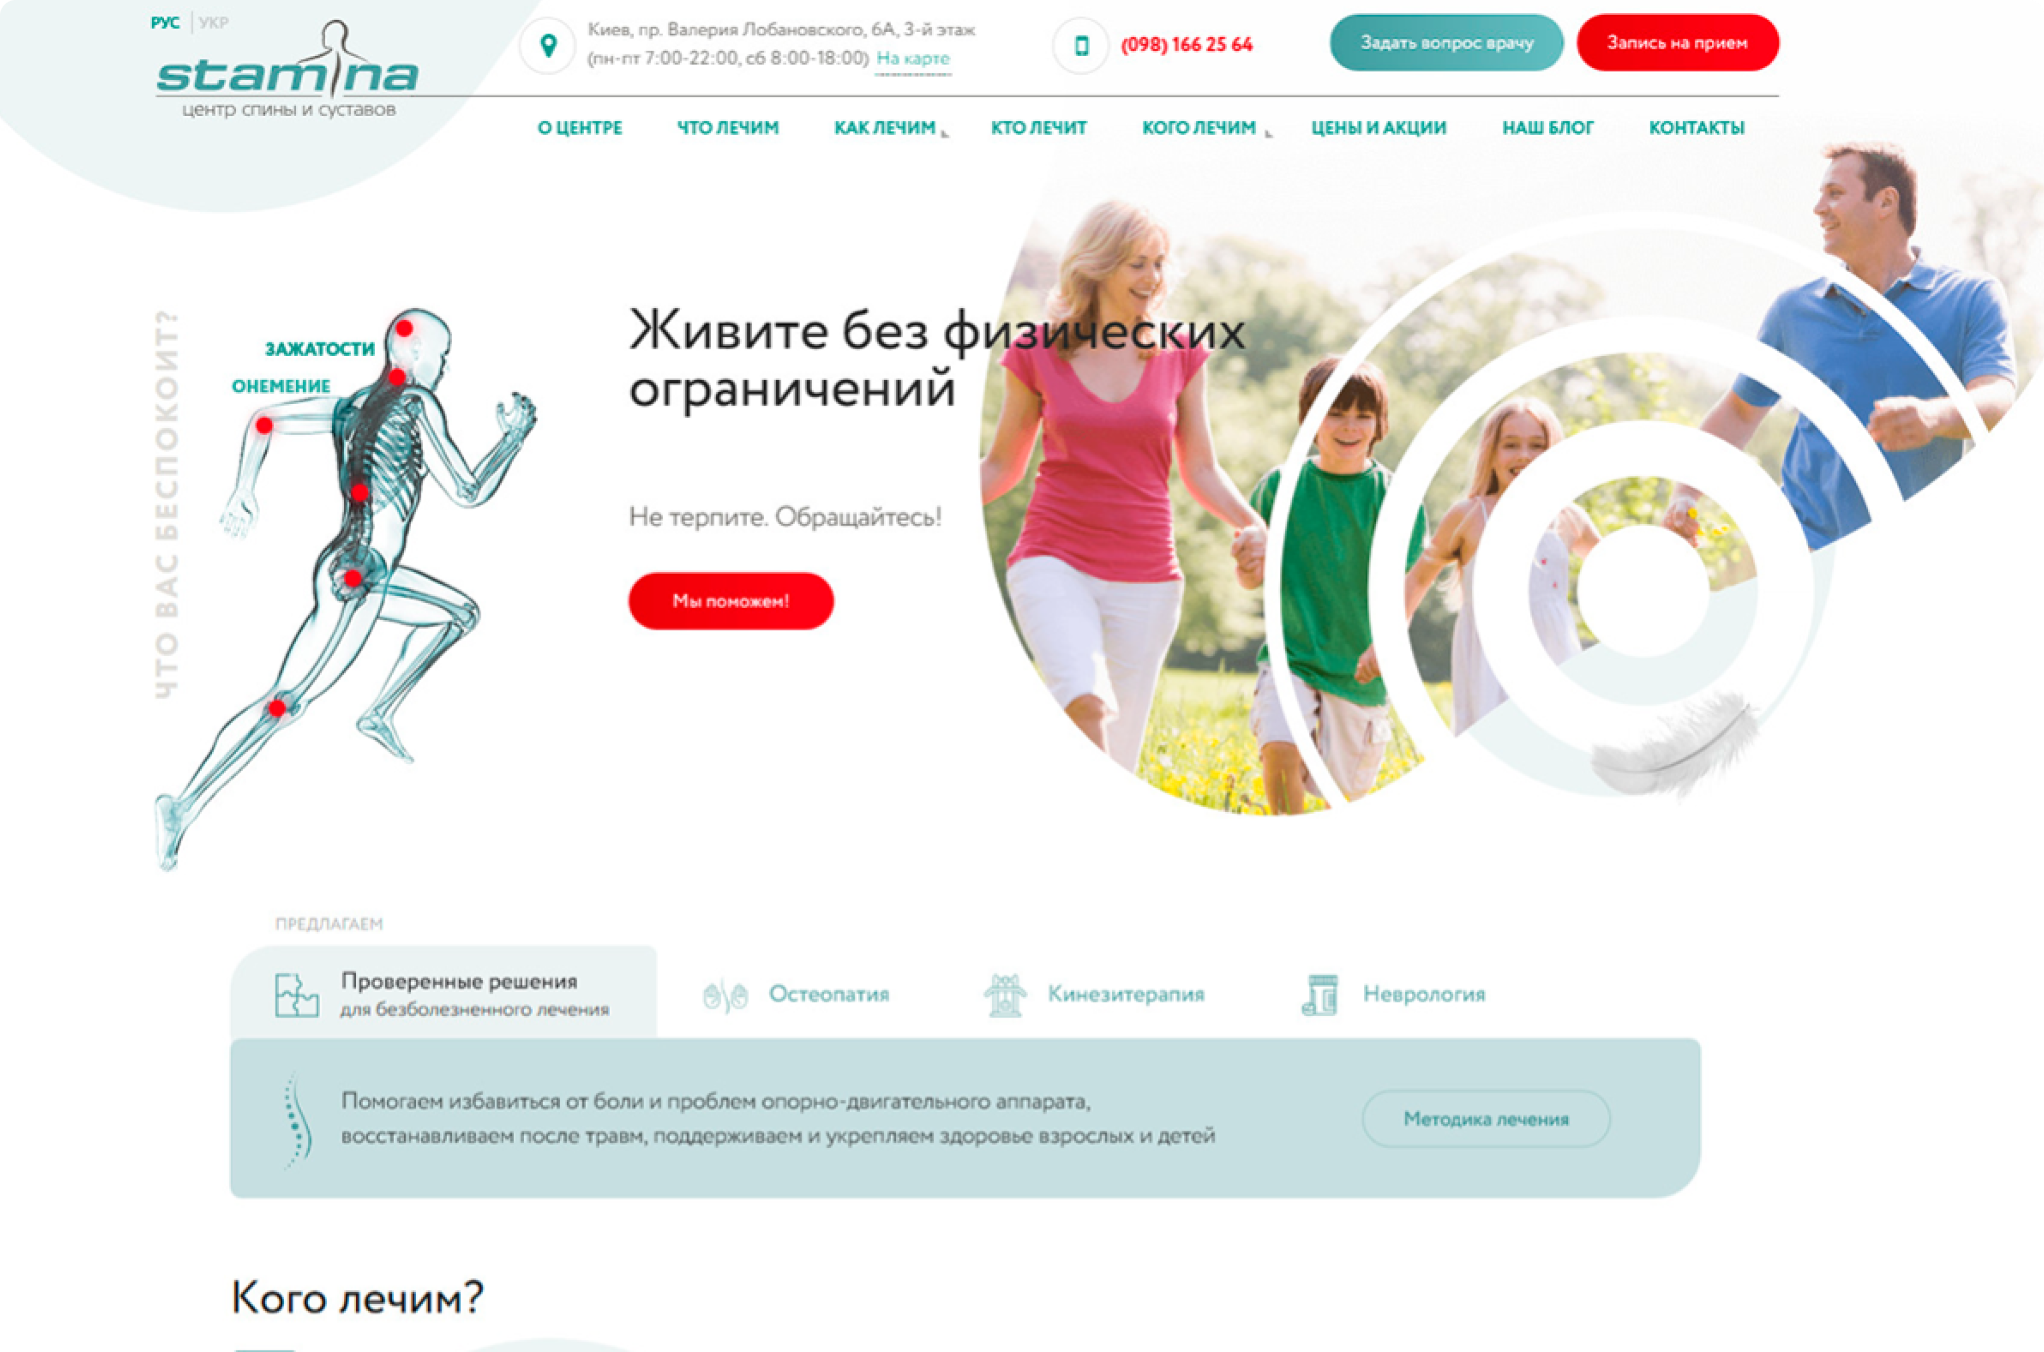 РУС УКР
stamina
центр спины и суставов
Киев, пр. Валерия Лобановского, 6А, 3-й этаж
(пн-пт 7:00-22:00, сб 8:00-18:00) На карте
(098) 166 25 64
Задать вопрос врачу
Запись на прием
О ЦЕНТРЕ
ЧТО ЛЕЧИМ
КАК ЛЕЧИМ
КТО ЛЕЧИТ
КОГО ЛЕЧИМ
ЦЕНЫ И АКЦИИ
НАШ БЛОГ
КОНТАКТЫ
ЧТО ВАС БЕСПОКОИТ?
ЗАЖАТОСТИ
ОНЕМЕНИЕ
Живите без физических
ограничений
Не терпите. Обращайтесь!
Мы поможем!
ПРЕДЛАГАЕМ
Проверенные решения
для безболезненного лечения
Остеопатия
Кинезитерапия
Неврология
Помогаем избавиться от боли и проблем опорно-двигательного аппарата,
восстанавливаем после травм, поддерживаем и укрепляем здоровье взрослых и детей
Методика лечения
Кого лечим?